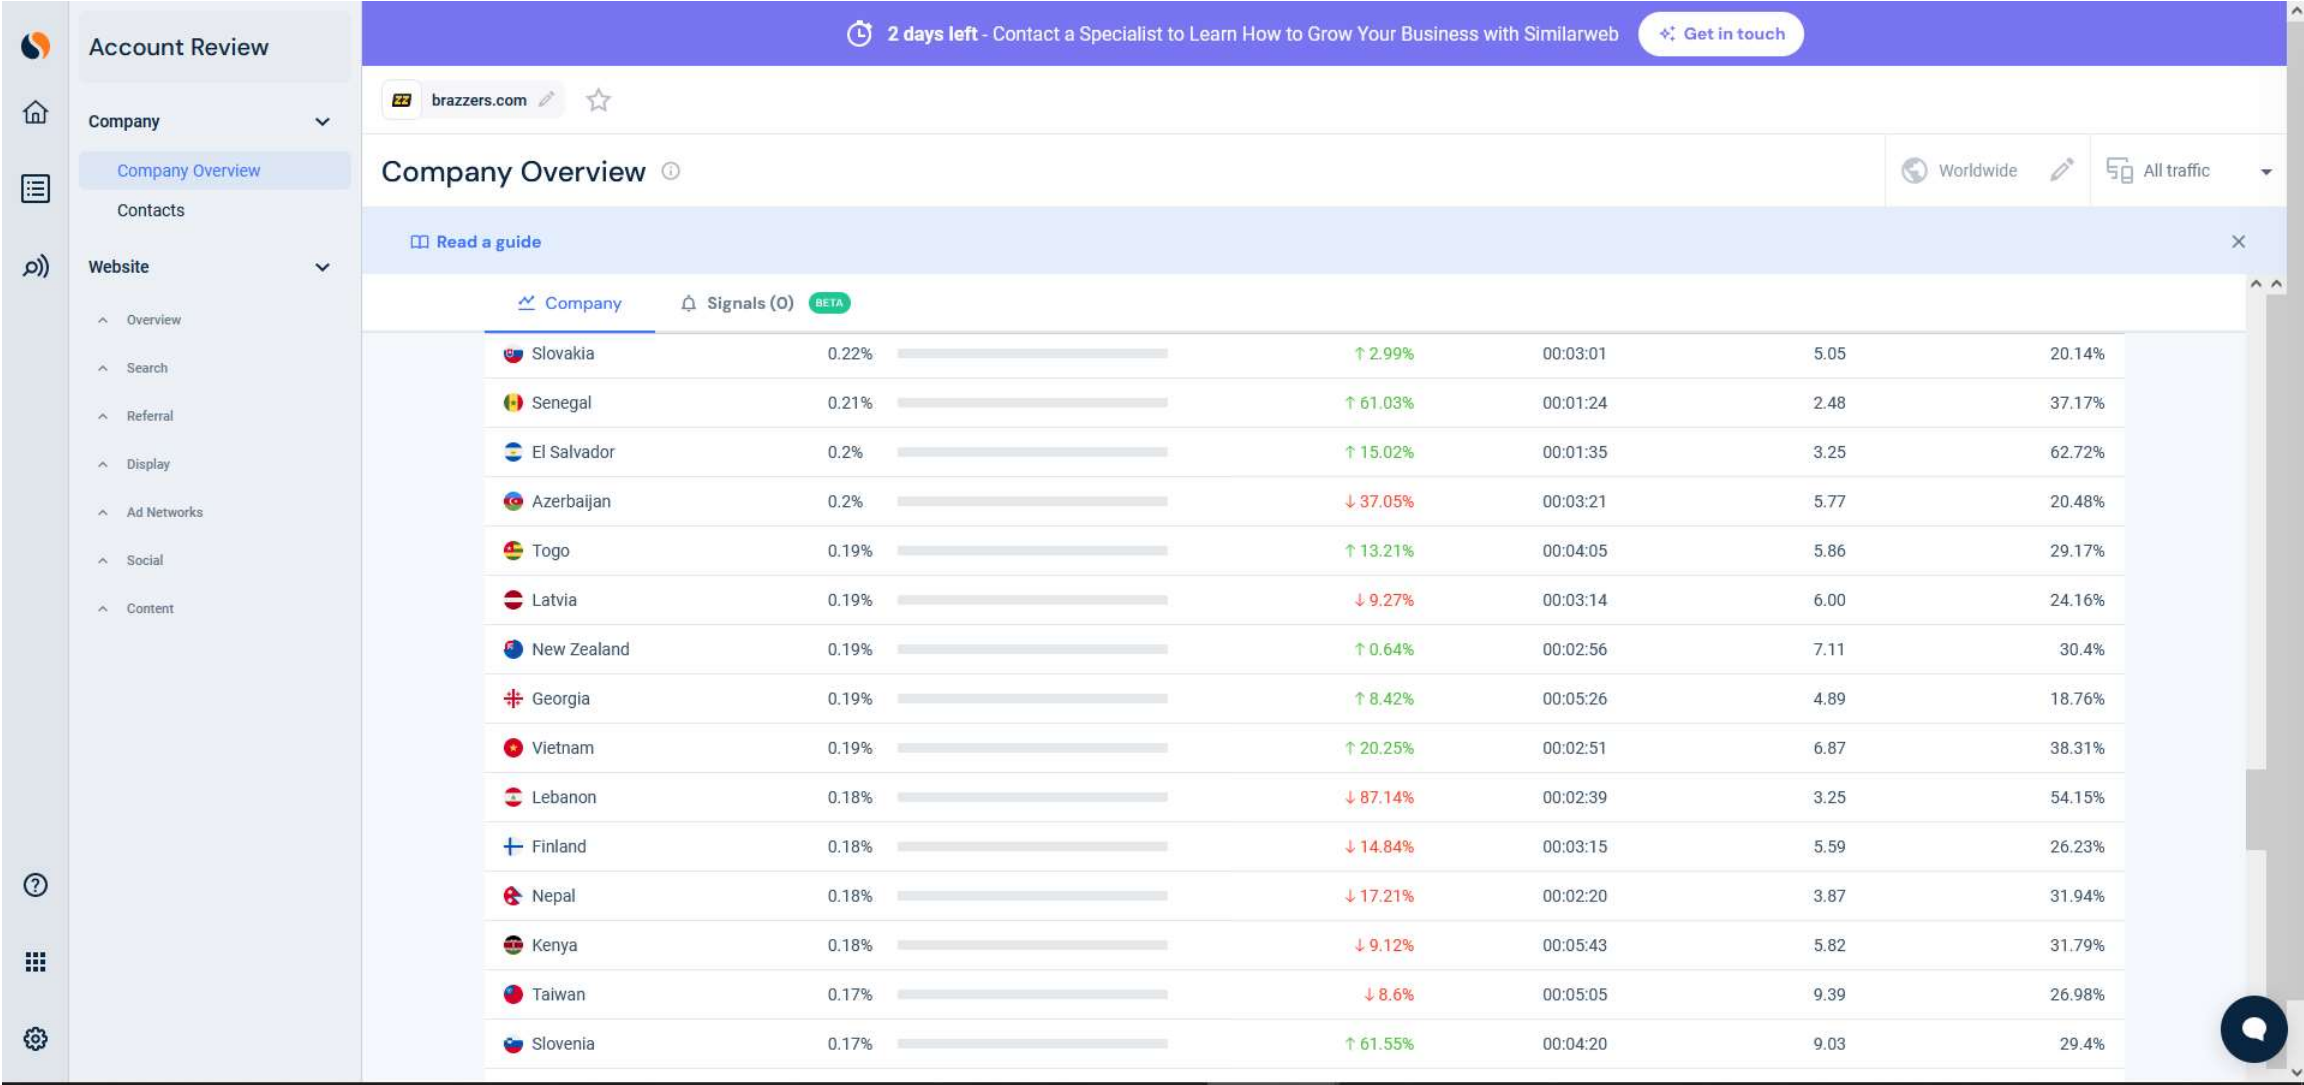 2 days left - Contact a Specialist to Learn How to Grow Your Business with Similarweb Get in touch
Account Review
brazzers.com
Company
Company Overview
Contacts
Website
Overview
Search
Referral
Display
Ad Networks
Social
Content
Company Overview Worldwide All traffic
Read a guide
Company Signals (0) BETA
Slovakia 0.22% ↑ 2.99% 00:03:01 5.05 20.14%
Senegal 0.21% ↑ 61.03% 00:01:24 2.48 37.17%
El Salvador 0.2% ↑ 15.02% 00:01:35 3.25 62.72%
Azerbaijan 0.2% ↓ 37.05% 00:03:21 5.77 20.48%
Togo 0.19% ↑ 13.21% 00:04:05 5.86 29.17%
Latvia 0.19% ↓ 9.27% 00:03:14 6.00 24.16%
New Zealand 0.19% ↑ 0.64% 00:02:56 7.11 30.4%
Georgia 0.19% ↑ 8.42% 00:05:26 4.89 18.76%
Vietnam 0.19% ↑ 20.25% 00:02:51 6.87 38.31%
Lebanon 0.18% ↓ 87.14% 00:02:39 3.25 54.15%
Finland 0.18% ↓ 14.84% 00:03:15 5.59 26.23%
Nepal 0.18% ↓ 17.21% 00:02:20 3.87 31.94%
Kenya 0.18% ↓ 9.12% 00:05:43 5.82 31.79%
Taiwan 0.17% ↓ 8.6% 00:05:05 9.39 26.98%
Slovenia 0.17% ↑ 61.55% 00:04:20 9.03 29.4%